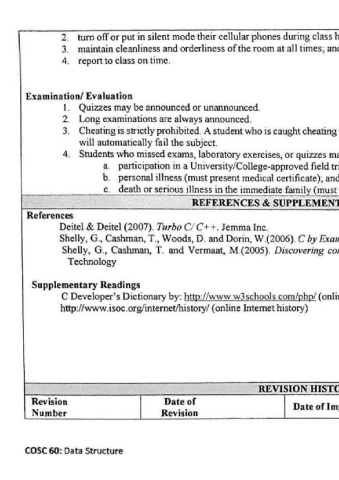 2. turn off or put in silent mode their cellular phones during class h
3. maintain cleanliness and orderliness of the room at all times; and
4. report to class on time.
Examination/ Evaluation
1. Quizzes may be announced or unannounced.
2. Long examinations are always announced.
3. Cheating is strictly prohibited. A student who is caught cheating
will automatically fail the subject.
4. Students who missed exams, laboratory exercises, or quizzes ma
a. participation in a University/College-approved field tri
b. personal illness (must present medical certificate); and
c. death or serious illness in the immediate family (must
REFERENCES & SUPPLEMENT
References
Deitel & Deitel (2007). Turbo C/ C++. Jemma Inc.
Shelly, G., Cashman, T., Woods, D. and Dorin, W.(2006). C by Exam
Shelly, G., Cashman, T. and Vermaat, M.(2005). Discovering co
Technology
Supplementary Readings
C Developer's Dictionary by: http://www.w3schools.com/php/ (onli
http://www.isoc.org/internet/history/ (online Internet history)
REVISION HISTO
Revision Number
Date of Revision
Date of Im
COSC 60: Data Structure